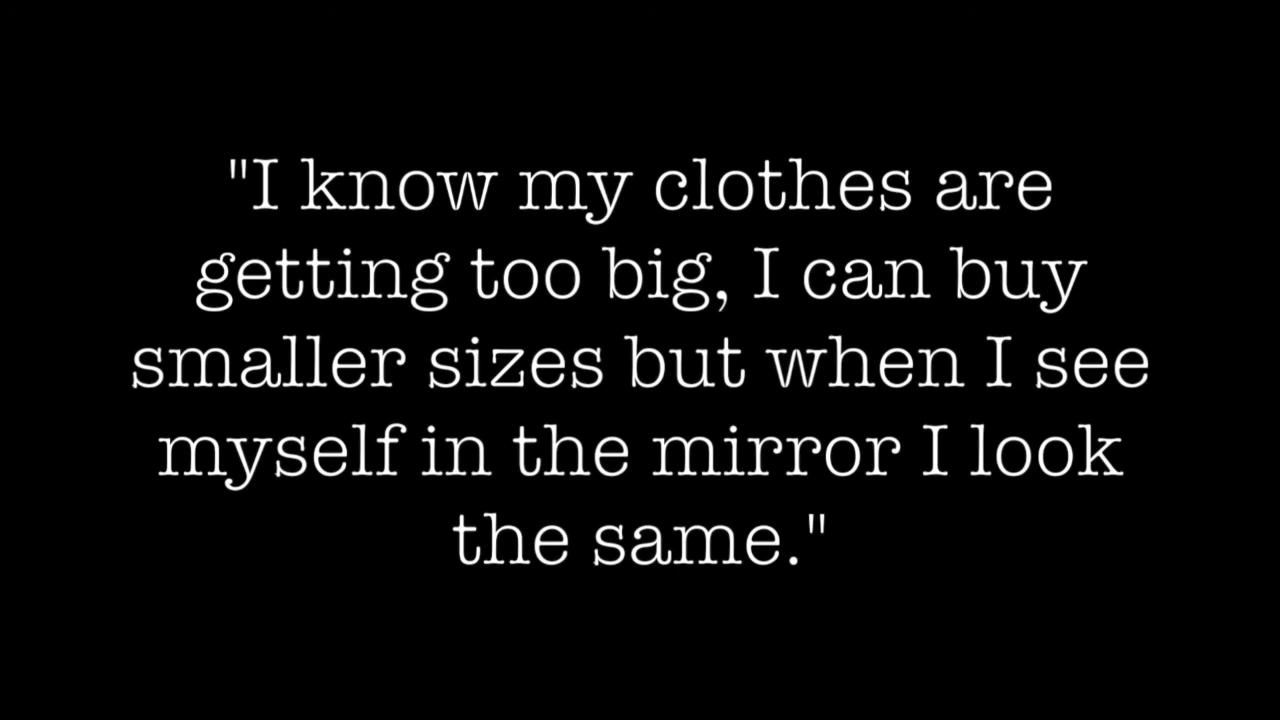 "I know my clothes are
getting too big, I can buy
smaller sizes but when I see
myself in the mirror I look
the same."